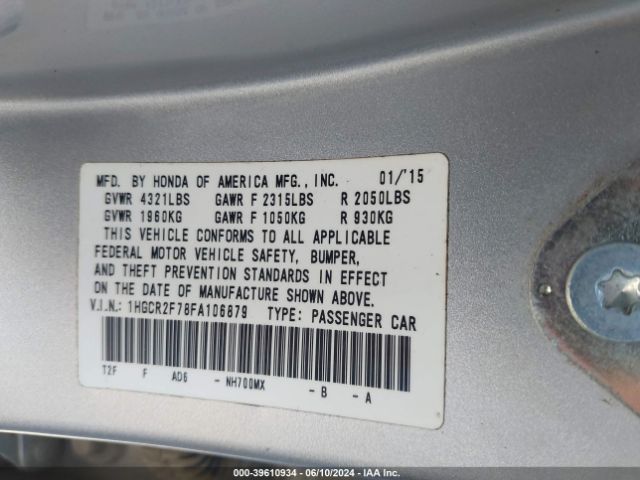 MFD. BY HONDA OF AMERICA MFG., INC. 01/'15
GVWR 4321LBS GAWR F 2315LBS R 2050LBS
GVWR 1960KG GAWR F 1050KG R 930KG
THIS VEHICLE CONFORMS TO ALL APPLICABLE
FEDERAL MOTOR VEHICLE SAFETY, BUMPER,
AND THEFT PREVENTION STANDARDS IN EFFECT
ON THE DATE OF MANUFACTURE SHOWN ABOVE.
V.I.N.: 1HGCR2F78FA106879 TYPE: PASSENGER CAR
T2F F AD6 - NH700MX - B - A
000-39610934 - 06/10/2024 - IAA Inc.